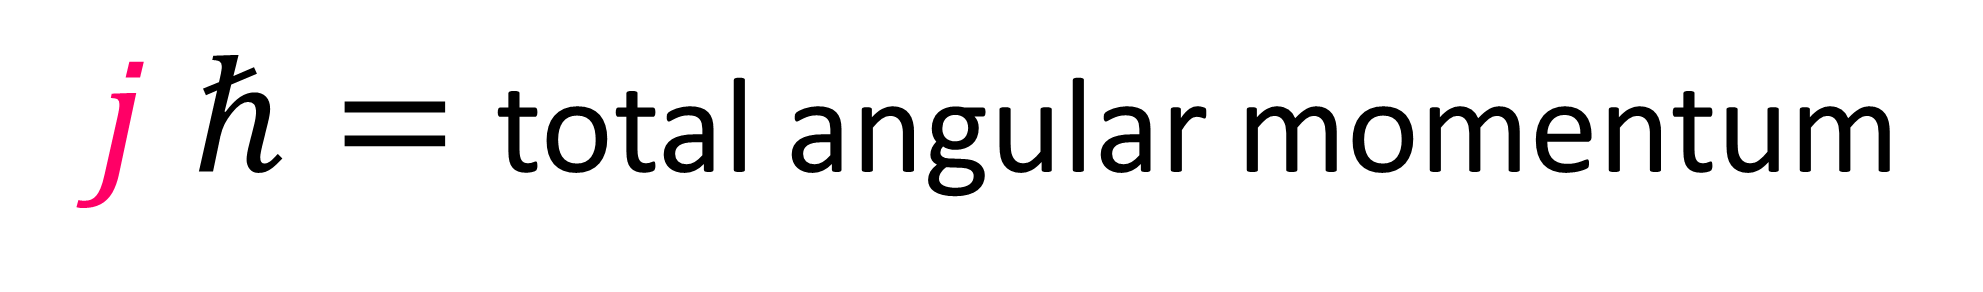 j ℏ = total angular momentum